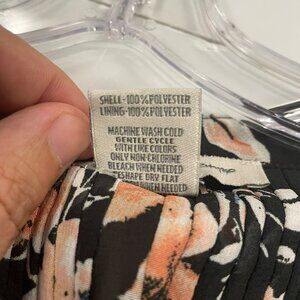 SHELL-100%POLYESTER
LINING-100%POLYESTER
MACHINE WASH COLD
GENTLE CYCLE
WITH LIKE COLORS
ONLY NON-CHLORINE
BLEACH WHEN NEEDED
RESHAPE DRY FLAT
WHEN NEEDED